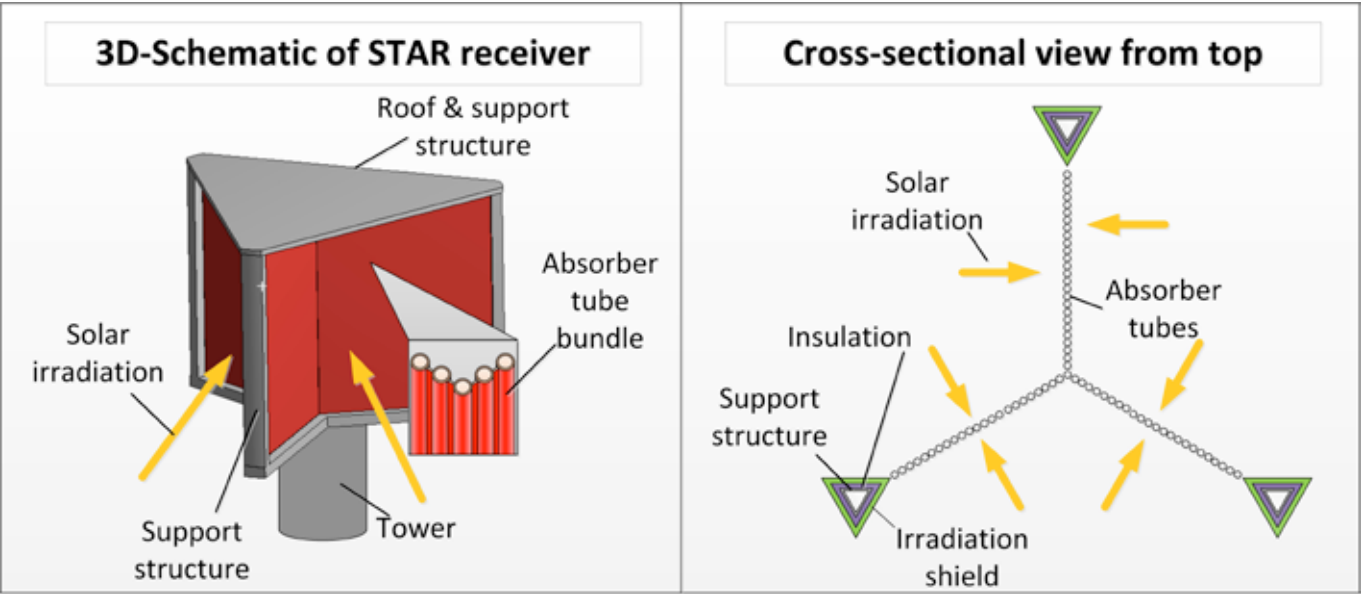 3D-Schematic of STAR receiver
Roof & support
structure
Absorber
tube
bundle
Solar
irradiation
Support
structure
Tower
Cross-sectional view from top
Solar
irradiation
Absorber
tubes
Insulation
Support
structure
Irradiation
shield